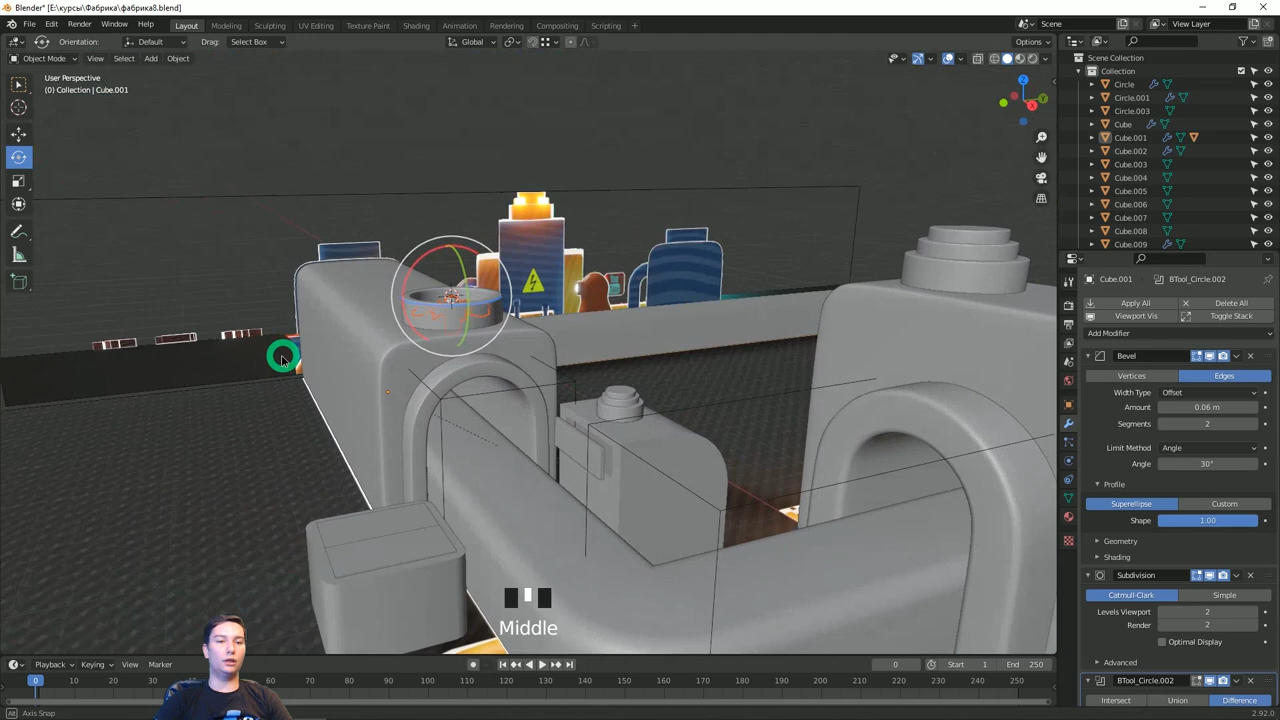 Blender* [E:\курсы\Фабрика\фабрика8.blend]
File Edit Render Window Help Layout Modeling Sculpting UV Editing Texture Paint Shading Animation Rendering Compositing Scripting + Scene View Layer
Orientation: Default Drag: Select Box Global Options
Object Mode View Select Add Object
User Perspective
(0) Collection | Cube.001
Scene Collection
Collection
Circle
Circle.001
Circle.003
Cube
Cube.001
Cube.002
Cube.003
Cube.004
Cube.005
Cube.006
Cube.007
Cube.008
Cube.009
Cube.001 > BTool_Circle.002
Apply All Delete All
Viewport Vis Toggle Stack
Add Modifier
Bevel
Vertices Edges
Width Type Offset
Amount 0.06 m
Segments 2
Limit Method Angle
Angle 30°
Profile
Superellipse Custom
Shape 1.00
Geometry
Shading
Subdivision
Catmull-Clark Simple
Levels Viewport 2
Render 2
Optimal Display
Advanced
BTool_Circle.002
Intersect Union Difference
Middle
Playback Keying View Marker 0 Start 1 End 250
0 10 20 30 40 50 60 70 80 90 100 110 120 130 140 150 160 170 180 190 200 210 220 230 240 250
Axis Snap 2.92.0